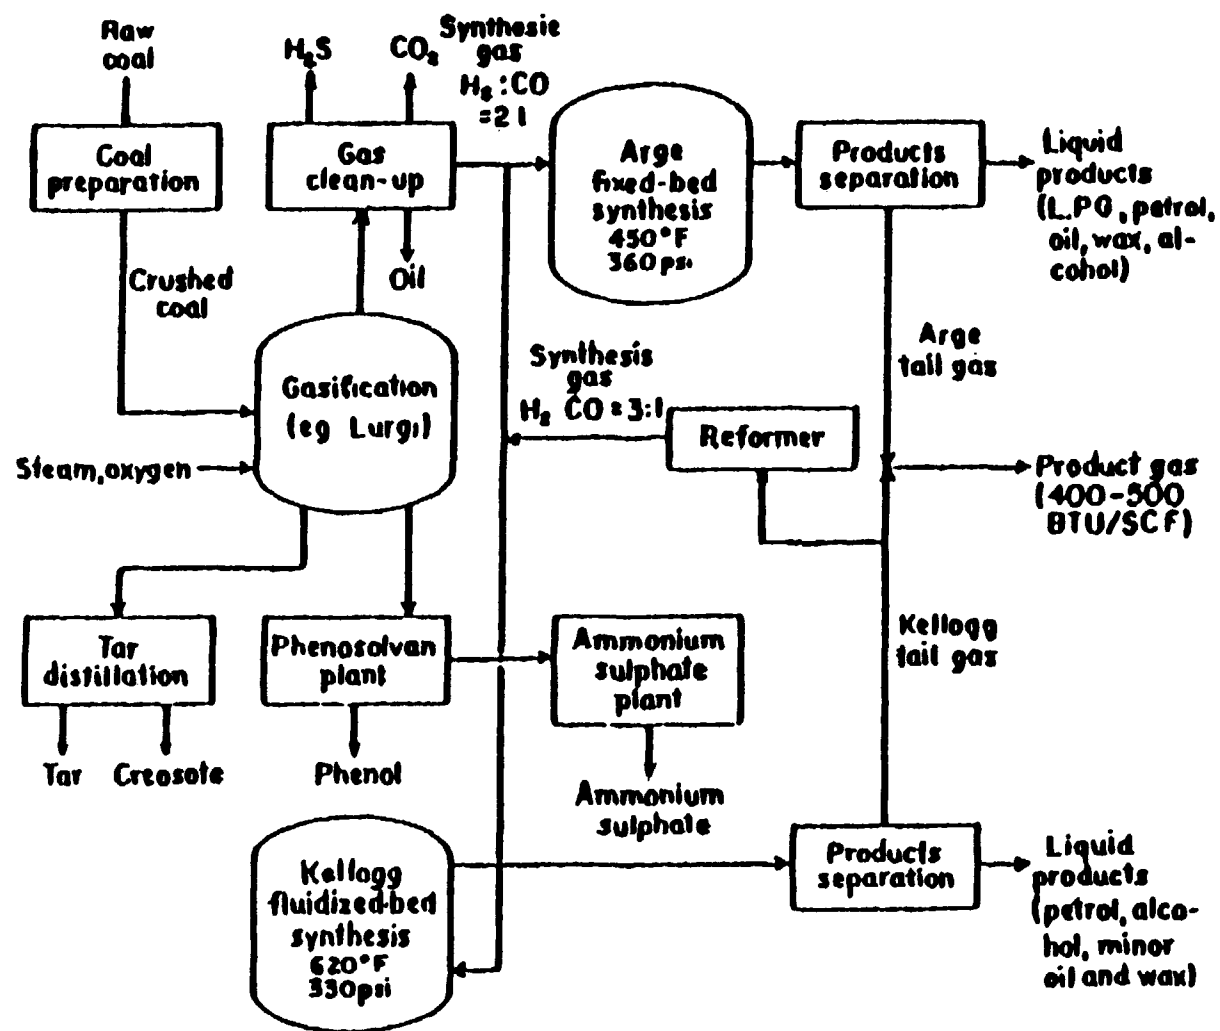 Raw
coal
H₂S
CO₂
Synthesie
gas
H₂ :CO
=2 1
Coal
preparation
Gas
clean-up
Arge
fixed-bed
synthesis
450°F
360 psi
Products
separation
Liquid
products
(L.PG, petrol,
oil, wax, al-
cohol)
Crushed
coal
Oil
Gasification
(eg Lurgi)
Steam, oxygen
Synthesis
gas
H₂ CO = 3:1
Reformer
Arge
tail gas
Product gas
(400-500
BTU/SCF)
Tar
distillation
Phenosolvan
plant
Ammonium
sulphate
plant
Kellogg
tail gas
Tar
Creosote
Phenol
Ammonium
sulphate
Kellogg
fluidized-bed
synthesis
620°F
330psi
Products
separation
Liquid
products
(petrol, alco-
hol, minor
oil and wax)